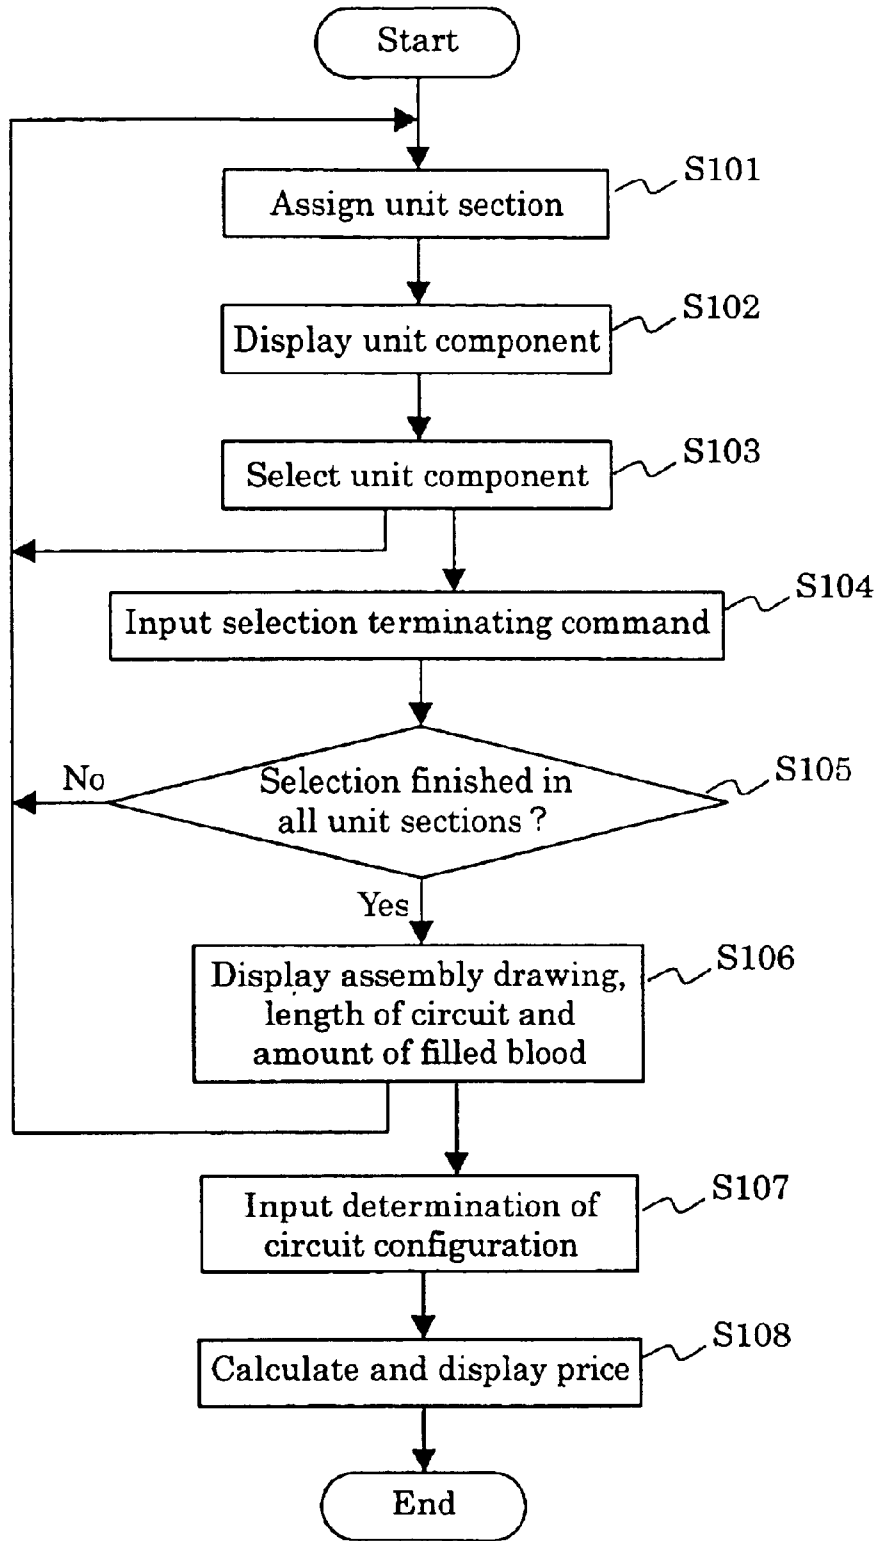 Start
S101
Assign unit section
S102
Display unit component
S103
Select unit component
S104
Input selection terminating command
S105
No
Selection finished in
all unit sections ?
Yes
S106
Display assembly drawing,
length of circuit and
amount of filled blood
S107
Input determination of
circuit configuration
S108
Calculate and display price
End